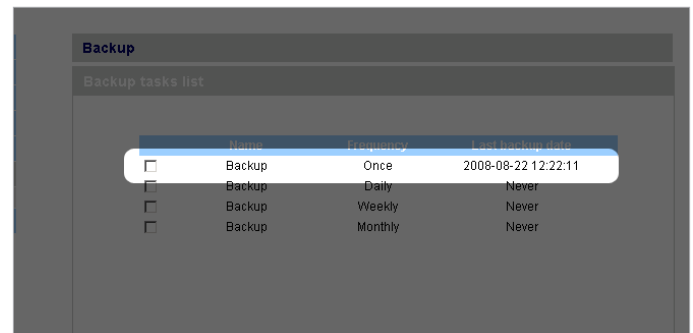 Backup
Backup tasks list
Name Frequency Last backup date
Backup Once 2008-08-22 12:22:11
Backup Daily Never
Backup Weekly Never
Backup Monthly Never